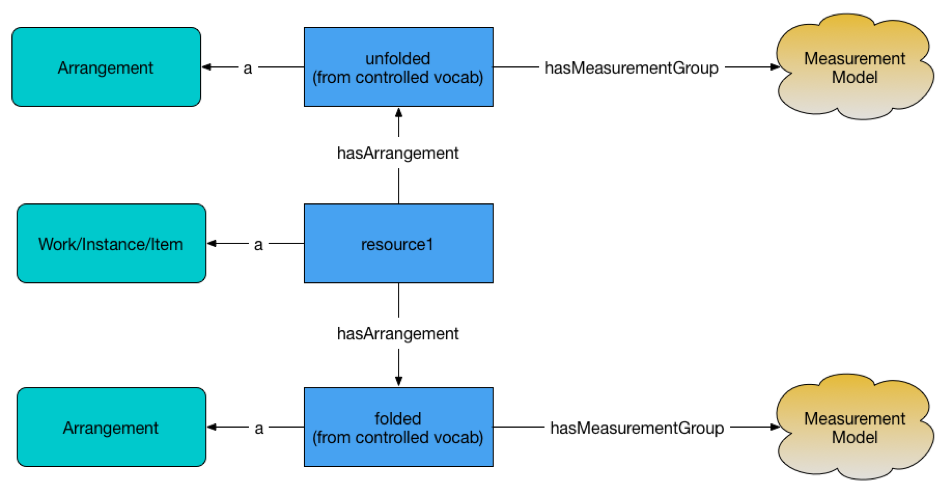 Arrangement
a
unfolded
(from controlled vocab)
hasMeasurementGroup
Measurement
Model
hasArrangement
Work/Instance/Item
a
resource1
hasArrangement
Arrangement
a
folded
(from controlled vocab)
hasMeasurementGroup
Measurement
Model